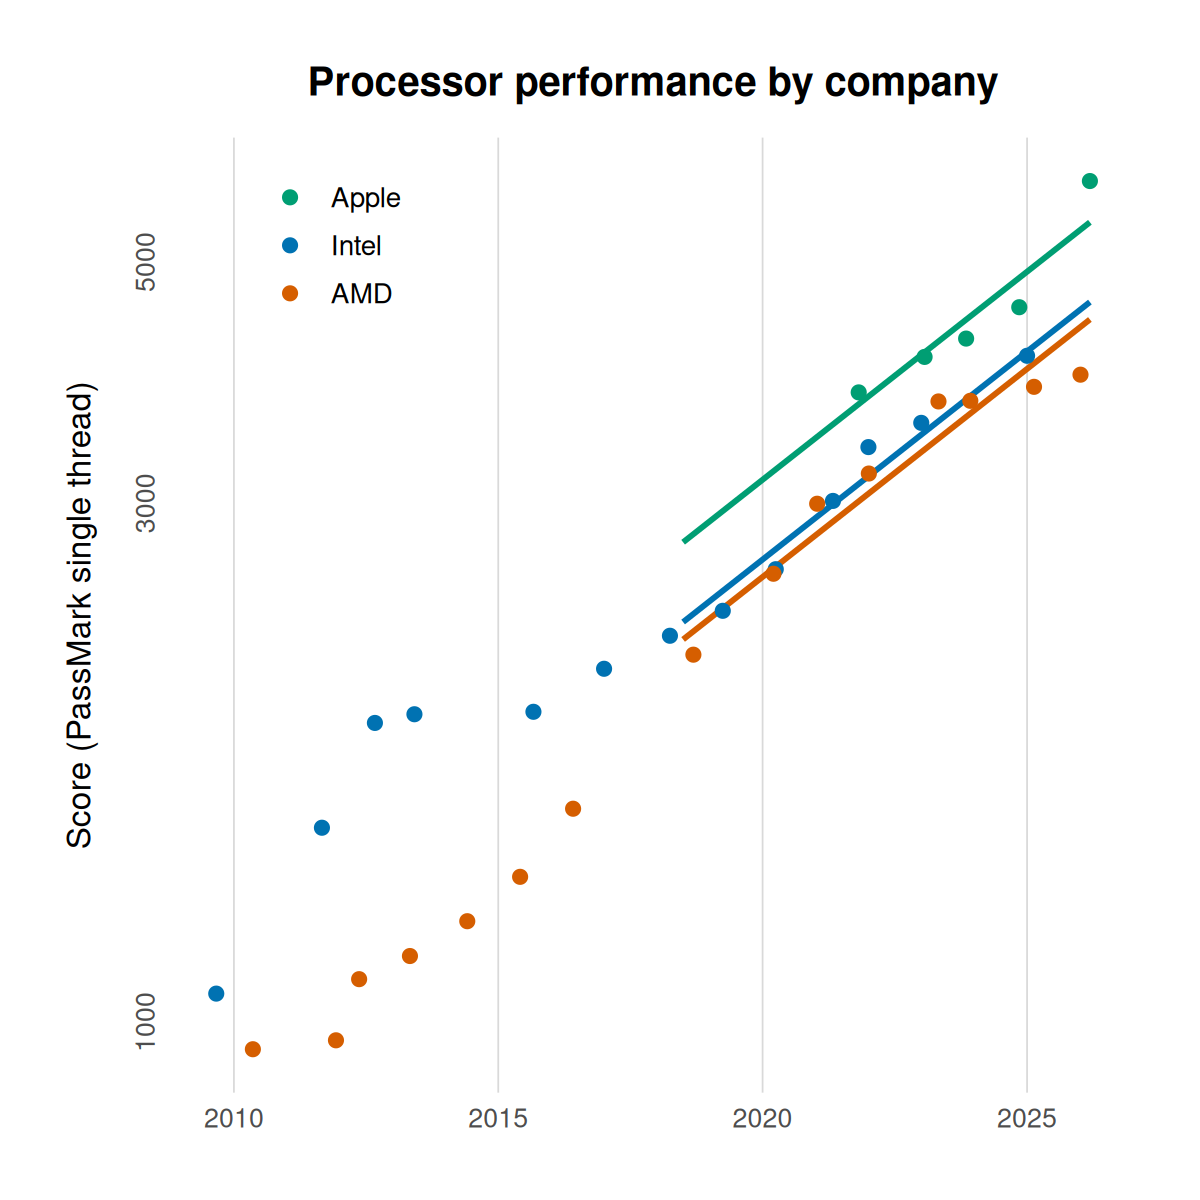 Processor performance by company
Apple
Intel
AMD
Score (PassMark single thread)
5000
3000
1000
2010
2015
2020
2025